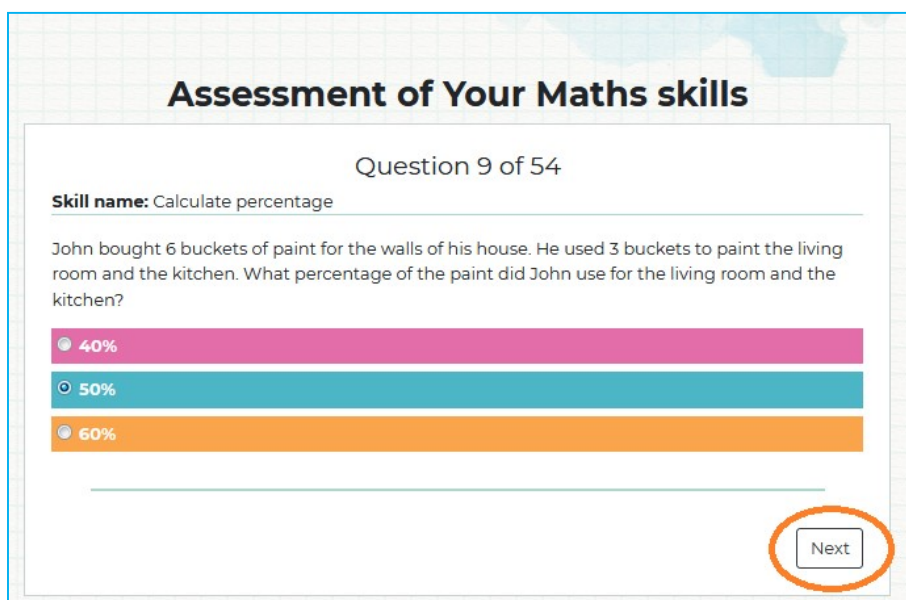 Assessment of Your Maths skills
Question 9 of 54
Skill name: Calculate percentage
John bought 6 buckets of paint for the walls of his house. He used 3 buckets to paint the living
room and the kitchen. What percentage of the paint did John use for the living room and the
kitchen?
40%
50%
60%
Next